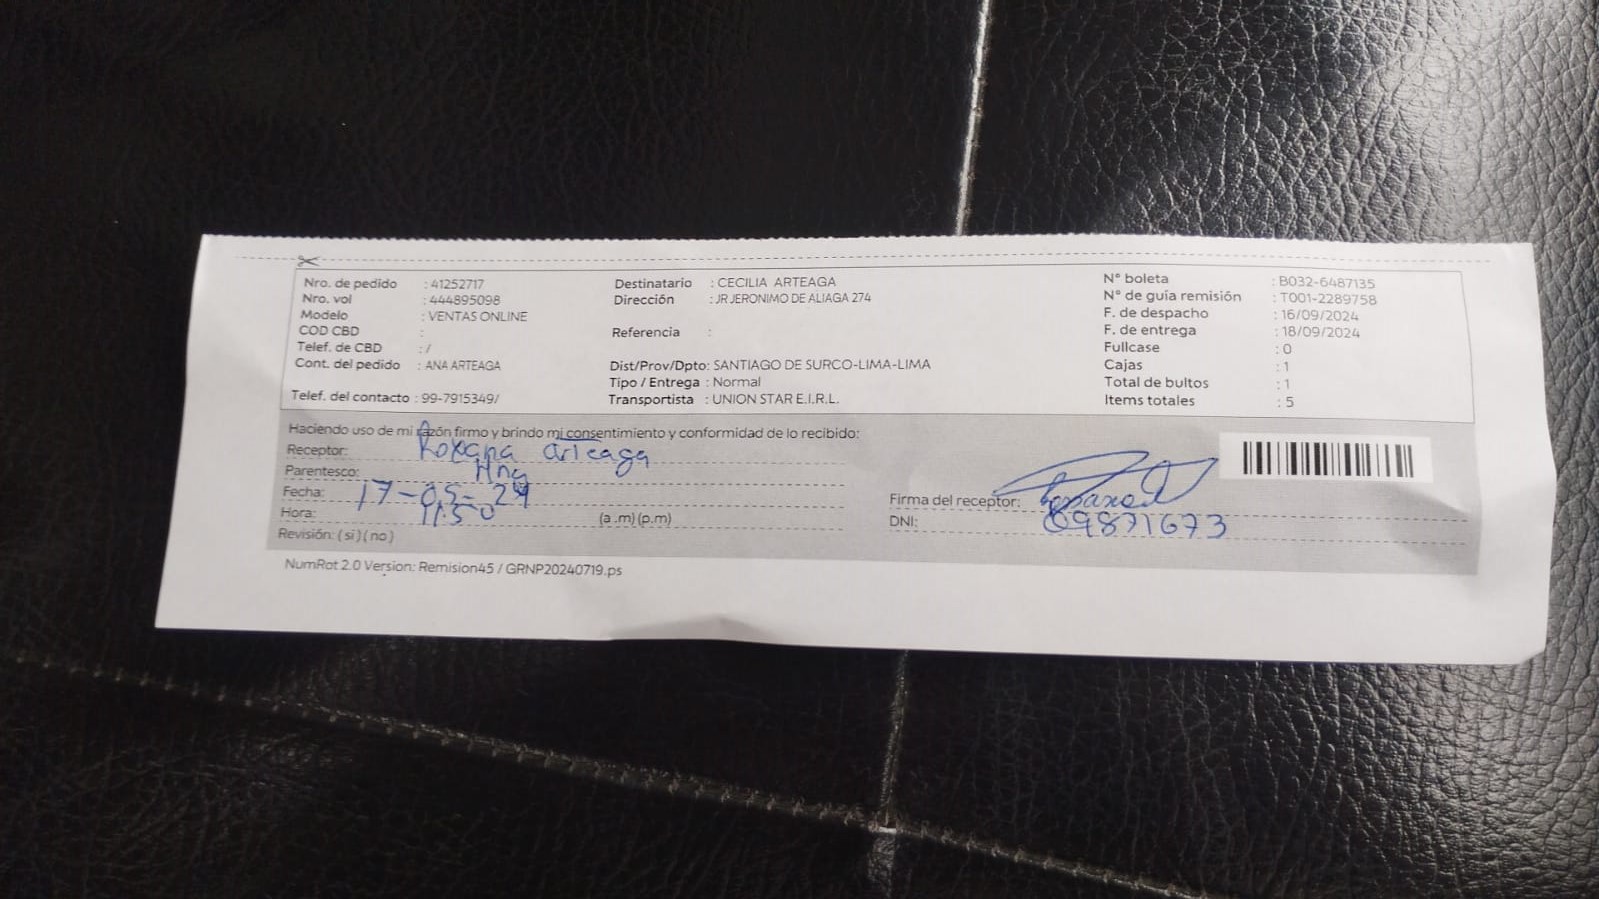 Nro. de pedido : 41252717
Nro. vol : 444895098
Modelo : VENTAS ONLINE
COD CBD :
Telef. de CBD : /
Cont. del pedido : ANA ARTEAGA
Telef. del contacto : 99-7915349/
Destinatario : CECILIA ARTEAGA
Dirección : JR JERONIMO DE ALIAGA 274
Referencia :
Dist/Prov/Dpto: SANTIAGO DE SURCO-LIMA-LIMA
Tipo / Entrega : Normal
Transportista : UNION STAR E.I.R.L.
N° boleta : B032-6487135
N° de guía remisión : T001-2289758
F. de despacho : 16/09/2024
F. de entrega : 18/09/2024
Fullcase : 0
Cajas : 1
Total de bultos : 1
Items totales : 5
Haciendo uso de mi razón firmo y brindo mi consentimiento y conformidad de lo recibido:
Receptor: Roxana arteaga
Parentesco: Hna
Fecha: 17-09-24
Hora: 11:50 (a .m) (p.m)
Revisión: ( si ) ( no )
Firma del receptor:
DNI: 09871673
NumRot 2.0 Version: Remision45 / GRNP20240719.ps